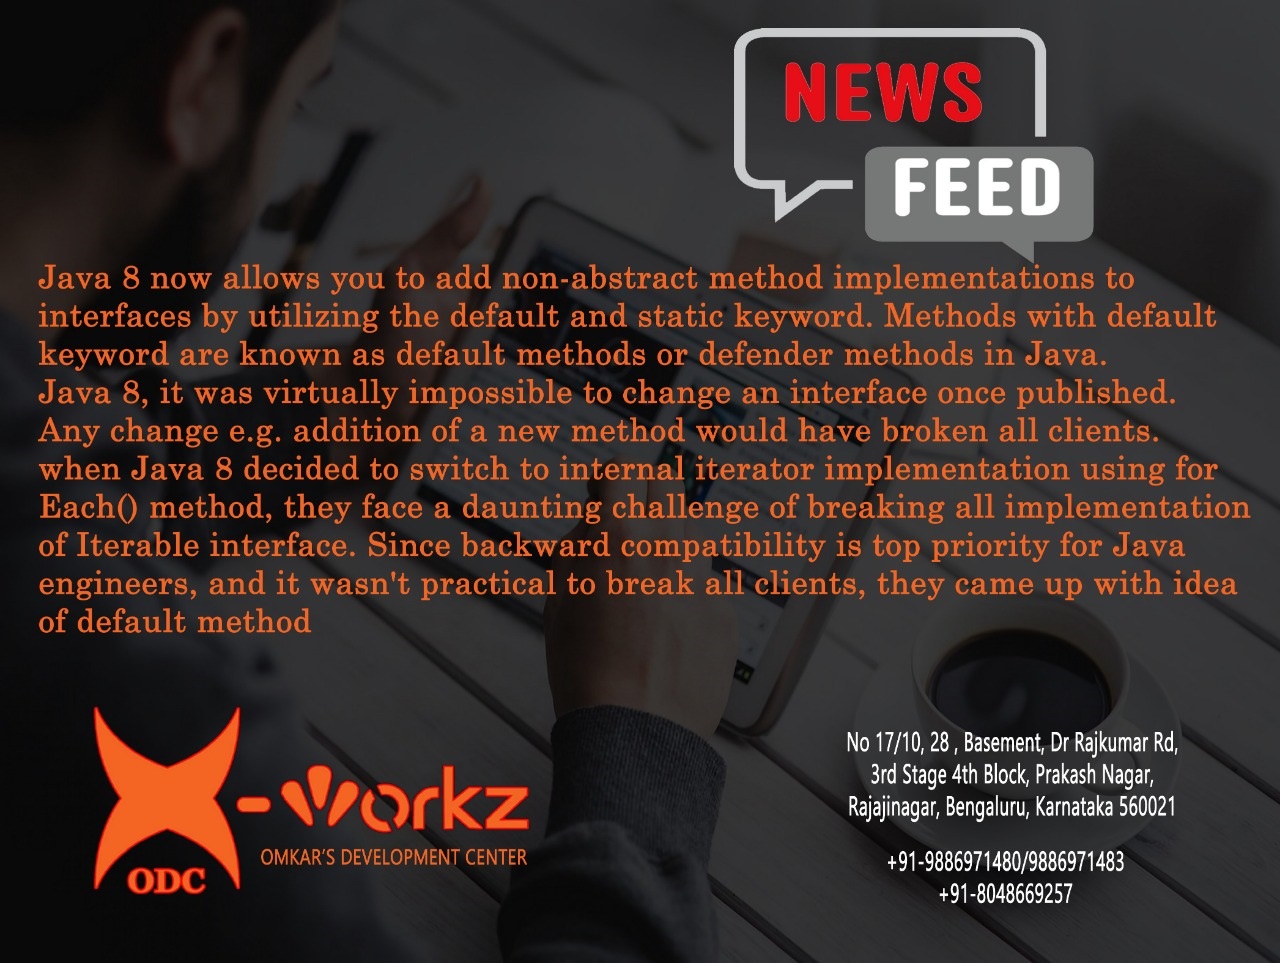 NEWS
FEED
Java 8 now allows you to add non-abstract method implementations to
interfaces by utilizing the default and static keyword. Methods with default
keyword are known as default methods or defender methods in Java.
Java 8, it was virtually impossible to change an interface once published.
Any change e.g. addition of a new method would have broken all clients.
when Java 8 decided to switch to internal iterator implementation using for
Each() method, they face a daunting challenge of breaking all implementation
of Iterable interface. Since backward compatibility is top priority for Java
engineers, and it wasn't practical to break all clients, they came up with idea
of default method
X-workz
OMKAR'S DEVELOPMENT CENTER
ODC
No 17/10, 28 , Basement, Dr Rajkumar Rd,
3rd Stage 4th Block, Prakash Nagar,
Rajajinagar, Bengaluru, Karnataka 560021
+91-9886971480/9886971483
+91-8048669257